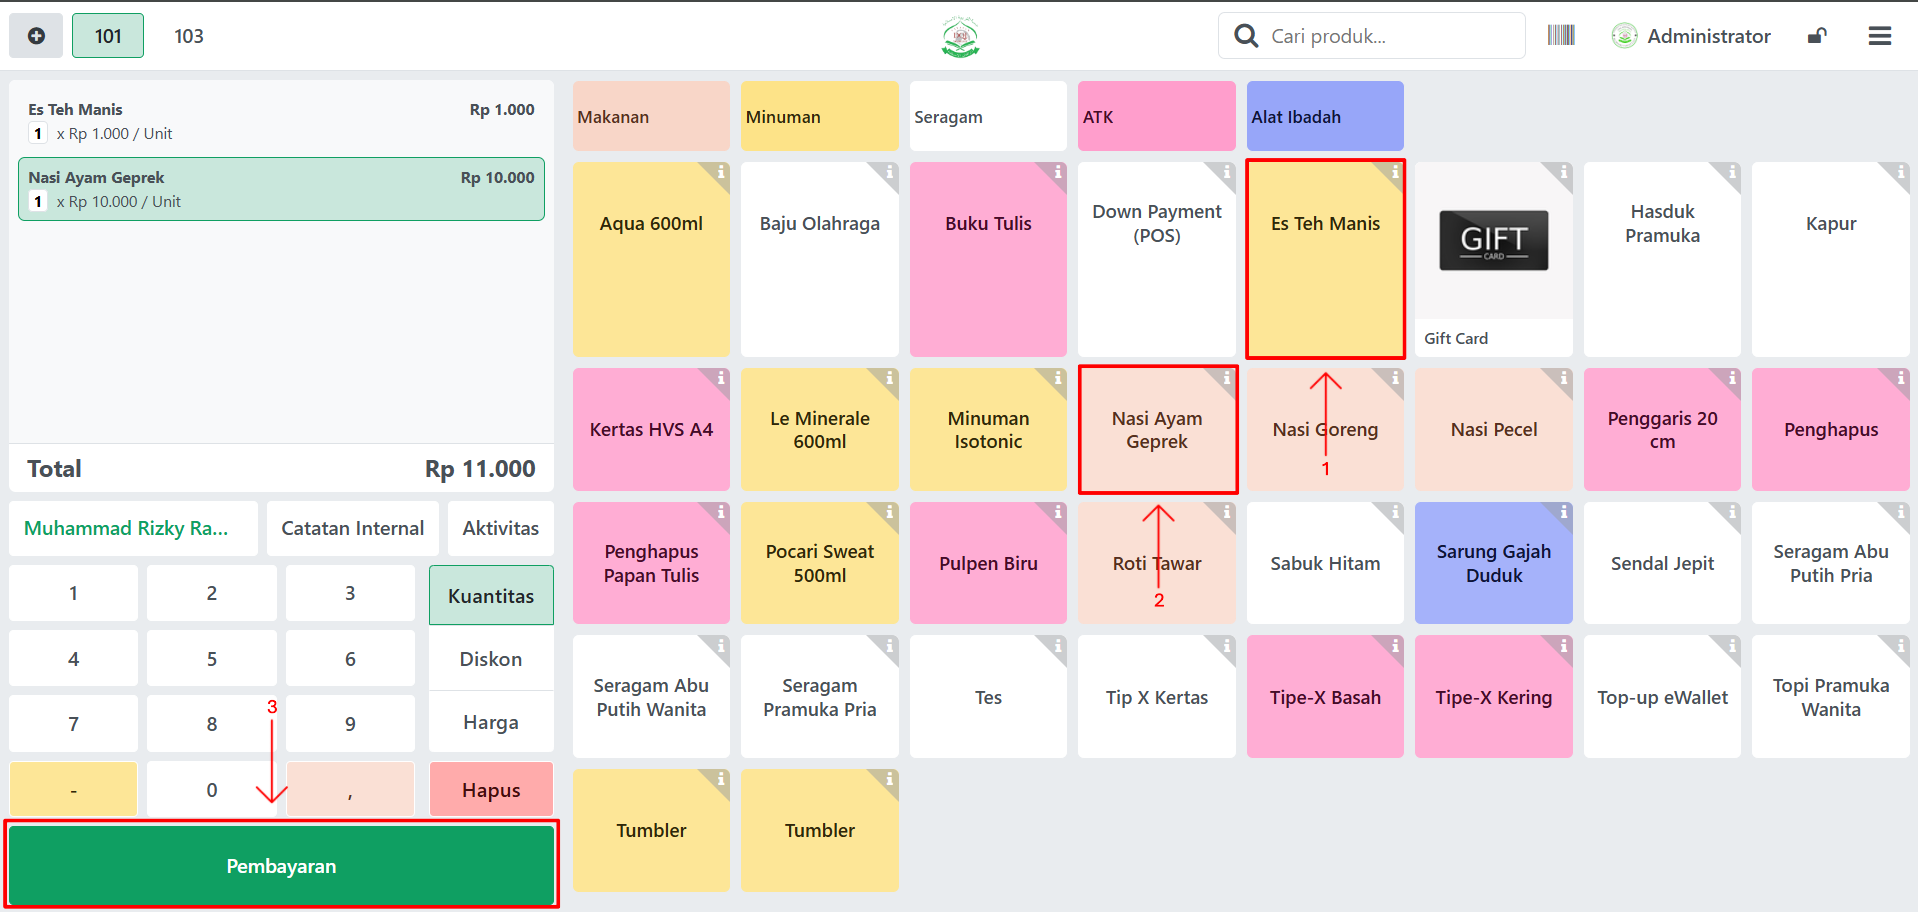 101
103
Cari produk...
Administrator
Es Teh Manis
Rp 1.000
1 x Rp 1.000 / Unit
Nasi Ayam Geprek
Rp 10.000
1 x Rp 10.000 / Unit
Total
Rp 11.000
Muhammad Rizky Ra...
Catatan Internal
Aktivitas
1
2
3
Kuantitas
4
5
6
Diskon
7
8
3
9
Harga
-
0
,
Hapus
Pembayaran
Makanan
Minuman
Seragam
ATK
Alat Ibadah
Aqua 600ml
Baju Olahraga
Buku Tulis
Down Payment
(POS)
Es Teh Manis
GIFT
CARD
Gift Card
Hasduk
Pramuka
Kapur
Kertas HVS A4
Le Minerale
600ml
Minuman
Isotonic
Nasi Ayam
Geprek
Nasi Goreng
1
Nasi Pecel
Penggaris 20
cm
Penghapus
Penghapus
Papan Tulis
Pocari Sweat
500ml
Pulpen Biru
Roti Tawar
2
Sabuk Hitam
Sarung Gajah
Duduk
Sendal Jepit
Seragam Abu
Putih Pria
Seragam Abu
Putih Wanita
Seragam
Pramuka Pria
Tes
Tip X Kertas
Tipe-X Basah
Tipe-X Kering
Top-up eWallet
Topi Pramuka
Wanita
Tumbler
Tumbler